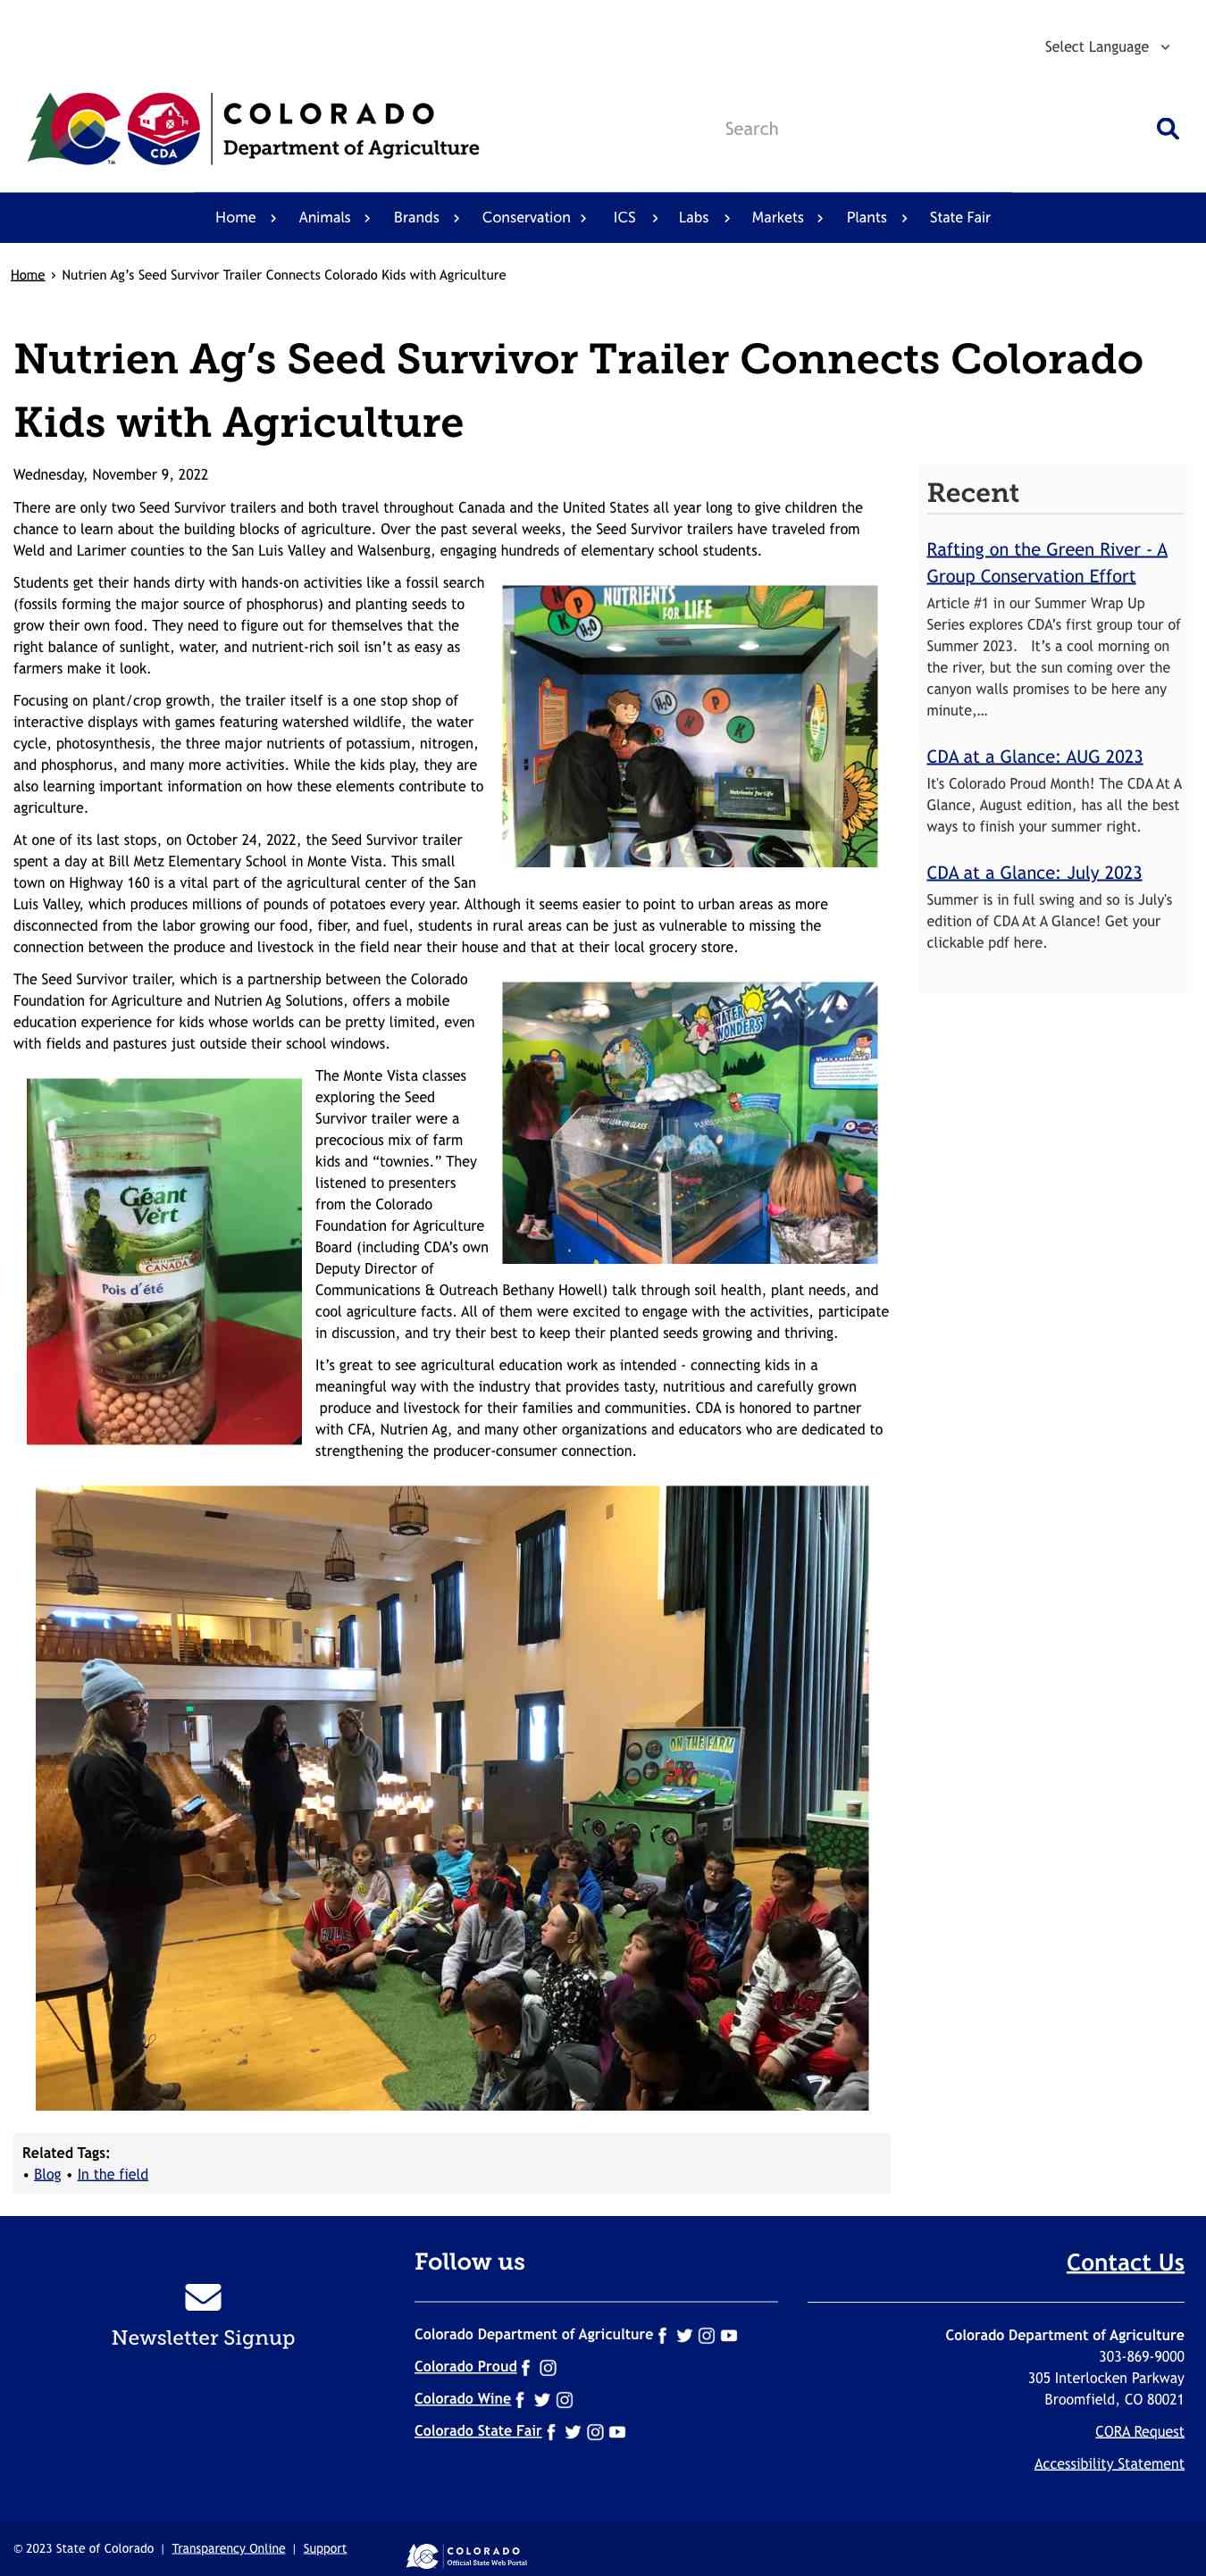 Select Language
COLORADO
Department of Agriculture
CDA
Search
Home
Animals
Brands
Conservation
ICS
Labs
Markets
Plants
State Fair
Home › Nutrien Ag’s Seed Survivor Trailer Connects Colorado Kids with Agriculture
Nutrien Ag’s Seed Survivor Trailer Connects Colorado
Kids with Agriculture
Wednesday, November 9, 2022
There are only two Seed Survivor trailers and both travel throughout Canada and the United States all year long to give children the
chance to learn about the building blocks of agriculture. Over the past several weeks, the Seed Survivor trailers have traveled from
Weld and Larimer counties to the San Luis Valley and Walsenburg, engaging hundreds of elementary school students.
Students get their hands dirty with hands-on activities like a fossil search
(fossils forming the major source of phosphorus) and planting seeds to
grow their own food. They need to figure out for themselves that the
right balance of sunlight, water, and nutrient-rich soil isn’t as easy as
farmers make it look.
NUTRIENTS
FOR LIFE
N
P
K
H₂O
H₂O
P
N
K
Nutrients for Life
Focusing on plant/crop growth, the trailer itself is a one stop shop of
interactive displays with games featuring watershed wildlife, the water
cycle, photosynthesis, the three major nutrients of potassium, nitrogen,
and phosphorus, and many more activities. While the kids play, they are
also learning important information on how these elements contribute to
agriculture.
At one of its last stops, on October 24, 2022, the Seed Survivor trailer
spent a day at Bill Metz Elementary School in Monte Vista. This small
town on Highway 160 is a vital part of the agricultural center of the San
Luis Valley, which produces millions of pounds of potatoes every year. Although it seems easier to point to urban areas as more
disconnected from the labor growing our food, fiber, and fuel, students in rural areas can be just as vulnerable to missing the
connection between the produce and livestock in the field near their house and that at their local grocery store.
The Seed Survivor trailer, which is a partnership between the Colorado
Foundation for Agriculture and Nutrien Ag Solutions, offers a mobile
education experience for kids whose worlds can be pretty limited, even
with fields and pastures just outside their school windows.
WATER
WONDERS
Géant
Vert
CANADA
Pois d'été
The Monte Vista classes
exploring the Seed
Survivor trailer were a
precocious mix of farm
kids and “townies.” They
listened to presenters
from the Colorado
Foundation for Agriculture
Board (including CDA’s own
Deputy Director of
Communications & Outreach Bethany Howell) talk through soil health, plant needs, and
cool agriculture facts. All of them were excited to engage with the activities, participate
in discussion, and try their best to keep their planted seeds growing and thriving.
It’s great to see agricultural education work as intended - connecting kids in a
meaningful way with the industry that provides tasty, nutritious and carefully grown
produce and livestock for their families and communities. CDA is honored to partner
with CFA, Nutrien Ag, and many other organizations and educators who are dedicated to
strengthening the producer-consumer connection.
ON THE FARM
BULLS
Related Tags:
• Blog • In the field
Recent
Rafting on the Green River - A
Group Conservation Effort
Article #1 in our Summer Wrap Up
Series explores CDA’s first group tour of
Summer 2023. It’s a cool morning on
the river, but the sun coming over the
canyon walls promises to be here any
minute,…
CDA at a Glance: AUG 2023
It's Colorado Proud Month! The CDA At A
Glance, August edition, has all the best
ways to finish your summer right.
CDA at a Glance: July 2023
Summer is in full swing and so is July's
edition of CDA At A Glance! Get your
clickable pdf here.
Newsletter Signup
Follow us
Colorado Department of Agriculture
Colorado Proud
Colorado Wine
Colorado State Fair
Contact Us
Colorado Department of Agriculture
303-869-9000
305 Interlocken Parkway
Broomfield, CO 80021
CORA Request
Accessibility Statement
© 2023 State of Colorado | Transparency Online | Support
COLORADO
Official State Web Portal